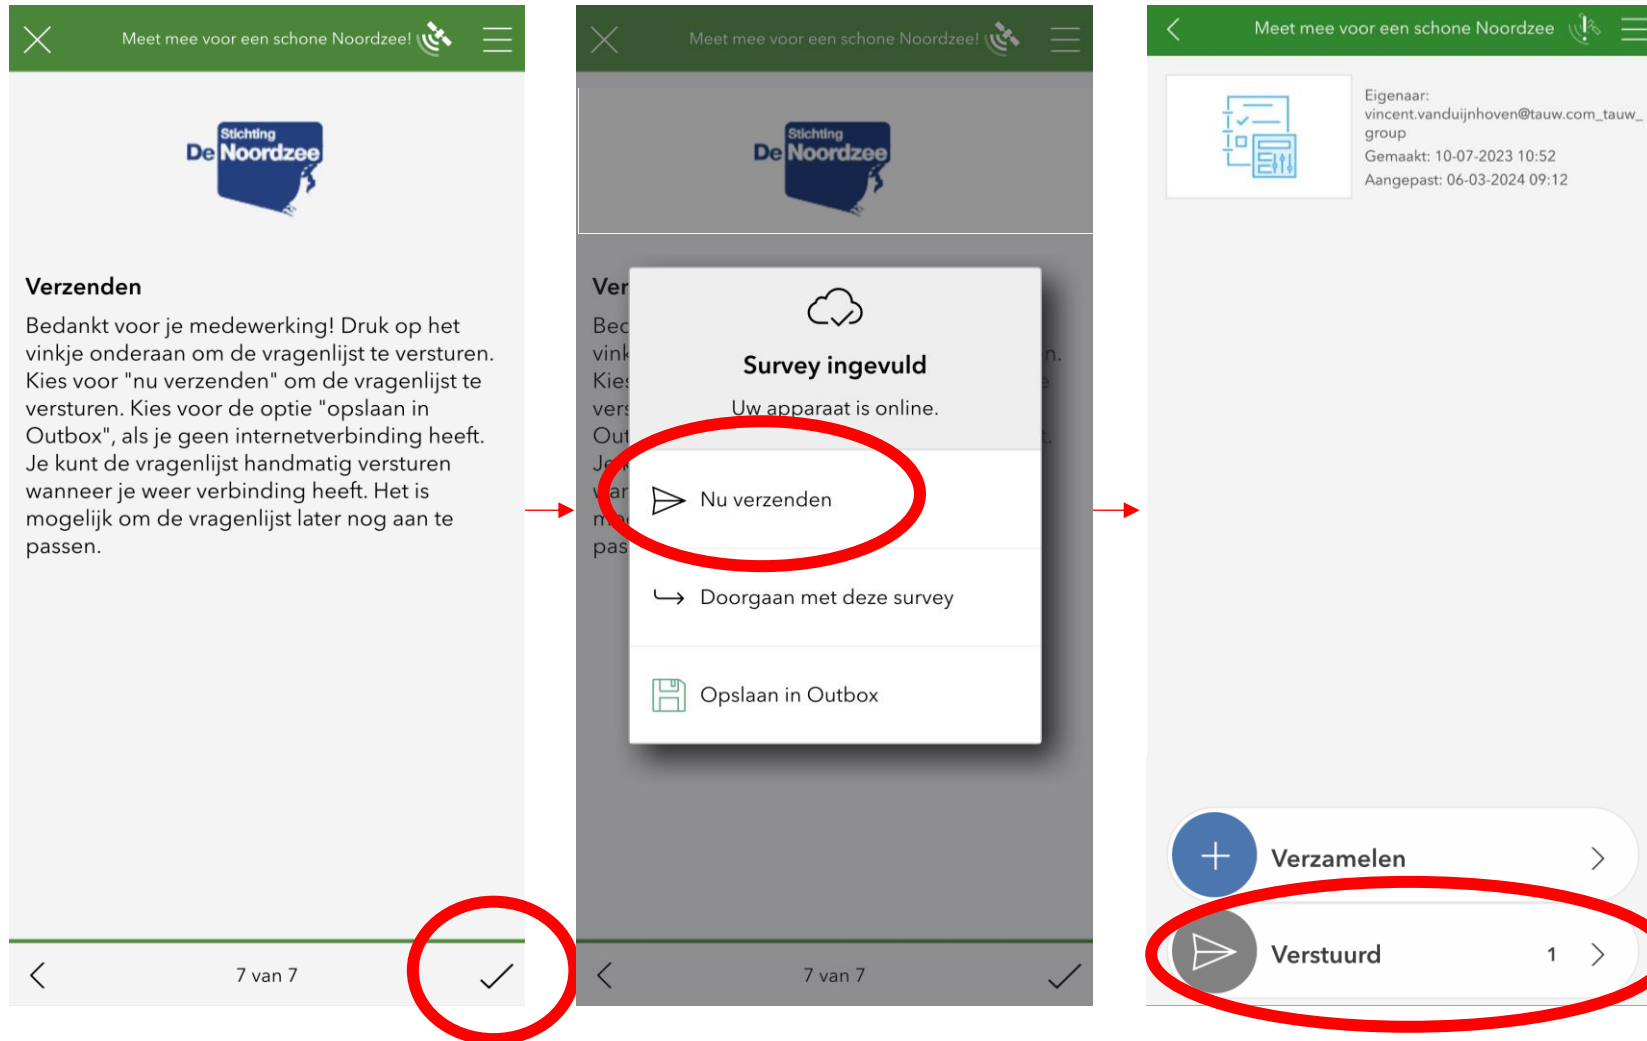 Meet mee voor een schone Noordzee!
Stichting
De Noordzee
Verzenden
Bedankt voor je medewerking! Druk op het
vinkje onderaan om de vragenlijst te versturen.
Kies voor "nu verzenden" om de vragenlijst te
versturen. Kies voor de optie "opslaan in
Outbox", als je geen internetverbinding heeft.
Je kunt de vragenlijst handmatig versturen
wanneer je weer verbinding heeft. Het is
mogelijk om de vragenlijst later nog aan te
passen.
7 van 7
Meet mee voor een schone Noordzee!
Stichting
De Noordzee
Survey ingevuld
Uw apparaat is online.
Nu verzenden
Doorgaan met deze survey
Opslaan in Outbox
7 van 7
Meet mee voor een schone Noordzee
Eigenaar:
vincent.vanduijnhoven@tauw.com_tauw_
group
Gemaakt: 10-07-2023 10:52
Aangepast: 06-03-2024 09:12
Verzamelen
Verstuurd 1